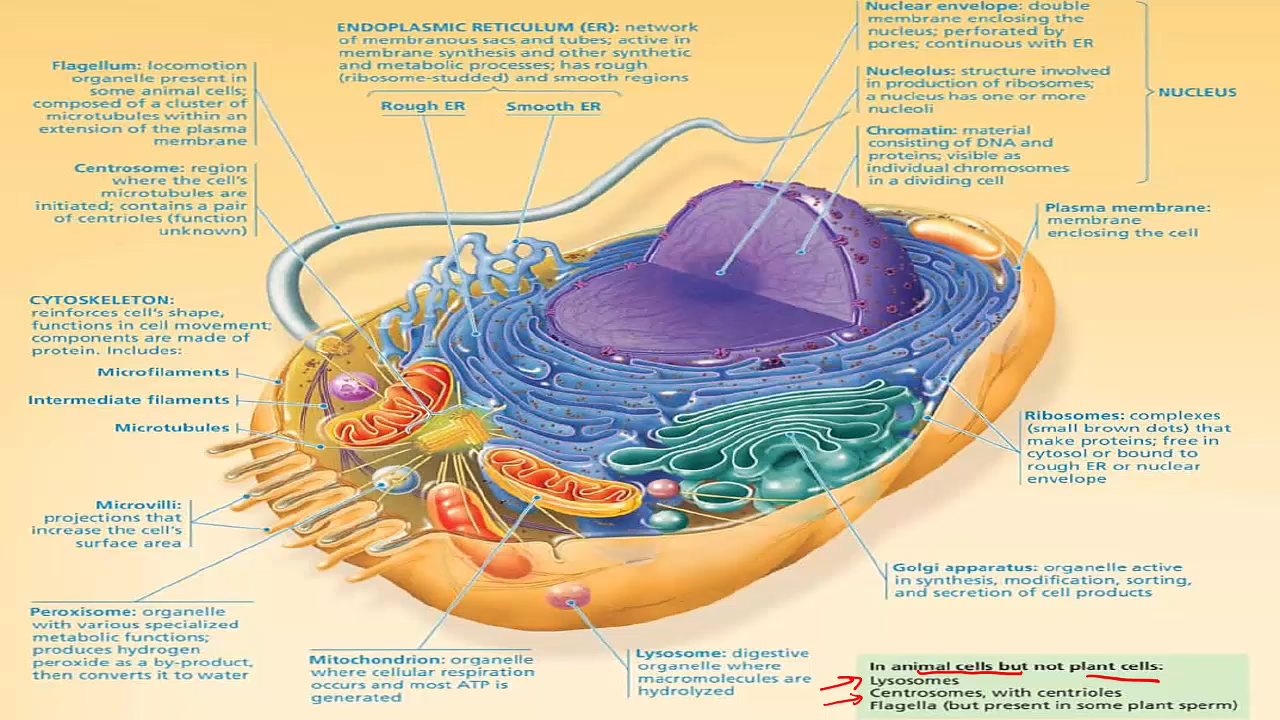 ENDOPLASMIC RETICULUM (ER): network
of membranous sacs and tubes; active in
membrane synthesis and other synthetic
and metabolic processes; has rough
(ribosome-studded) and smooth regions
Rough ER
Smooth ER
Flagellum: locomotion
organelle present in
some animal cells;
composed of a cluster of
microtubules within an
extension of the plasma
membrane
Centrosome: region
where the cell's
microtubules are
initiated; contains a pair
of centrioles (function
unknown)
CYTOSKELETON:
reinforces cell's shape,
functions in cell movement;
components are made of
protein. Includes:
Microfilaments
Intermediate filaments
Microtubules
Microvilli:
projections that
increase the cell's
surface area
Peroxisome: organelle
with various specialized
metabolic functions;
produces hydrogen
peroxide as a by-product,
then converts it to water
Mitochondrion: organelle
where cellular respiration
occurs and most ATP is
generated
Lysosome: digestive
organelle where
macromolecules are
hydrolyzed
Nuclear envelope: double
membrane enclosing the
nucleus; perforated by
pores; continuous with ER
Nucleolus: structure involved
in production of ribosomes;
a nucleus has one or more
nucleoli
Chromatin: material
consisting of DNA and
proteins; visible as
individual chromosomes
in a dividing cell
NUCLEUS
Plasma membrane:
membrane
enclosing the cell
Ribosomes: complexes
(small brown dots) that
make proteins; free in
cytosol or bound to
rough ER or nuclear
envelope
Golgi apparatus: organelle active
in synthesis, modification, sorting,
and secretion of cell products
In animal cells but not plant cells:
Lysosomes
Centrosomes, with centrioles
Flagella (but present in some plant sperm)